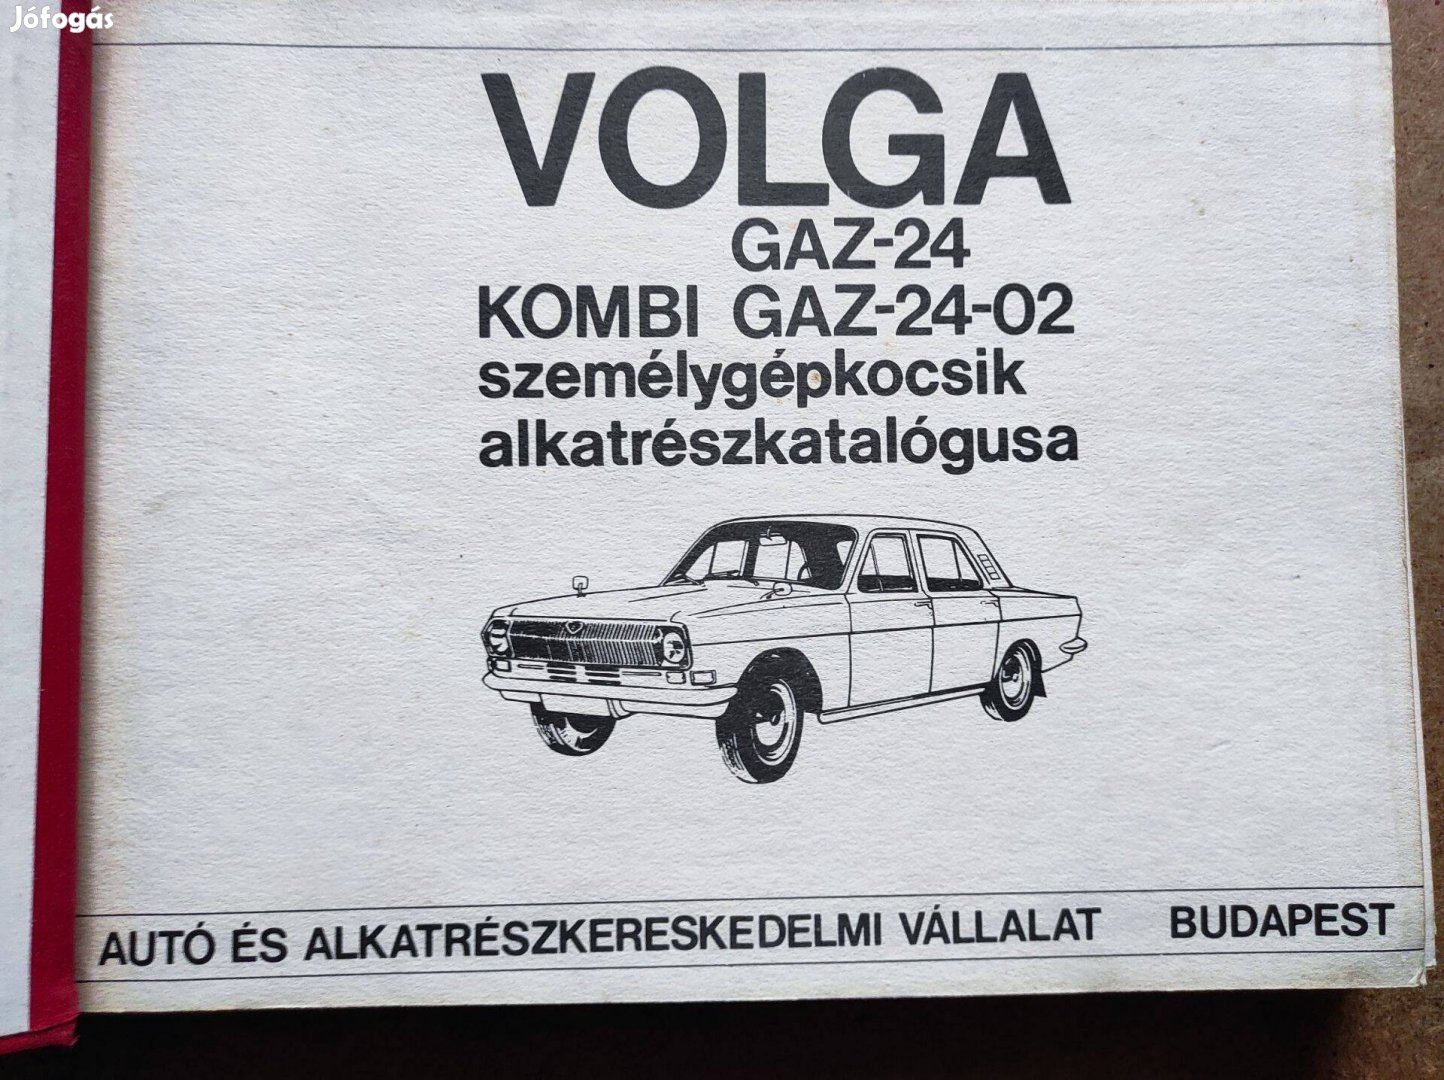 Jófogás
VOLGA
GAZ-24
KOMBI GAZ-24-02
személygépkocsik
alkatrészkatalógusa
AUTÓ ÉS ALKATRÉSZKERESKEDELMI VÁLLALAT BUDAPEST